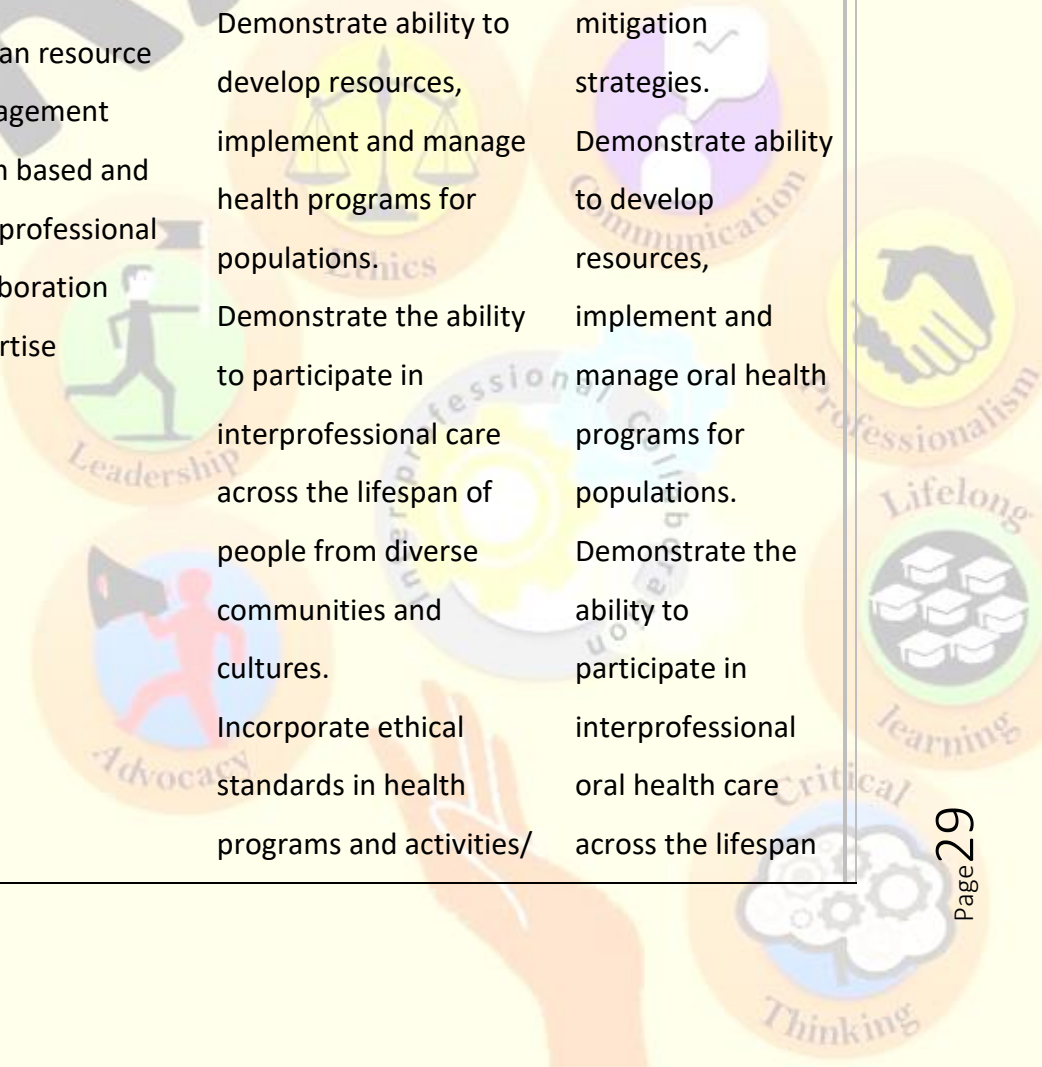 an resource
agement
n based and
professional
boration
rtise
Demonstrate ability to
develop resources,
implement and manage
health programs for
populations.
Demonstrate the ability
to participate in
interprofessional care
across the lifespan of
people from diverse
communities and
cultures.
Incorporate ethical
standards in health
programs and activities/
mitigation
strategies.
Demonstrate ability
to develop
resources,
implement and
manage oral health
programs for
populations.
Demonstrate the
ability to
participate in
interprofessional
oral health care
across the lifespan
Ethics
Communication
Leadership
Interprofessional Collaboration
Professionalism
Lifelong
learning
Advocacy
Critical
Thinking
Page29